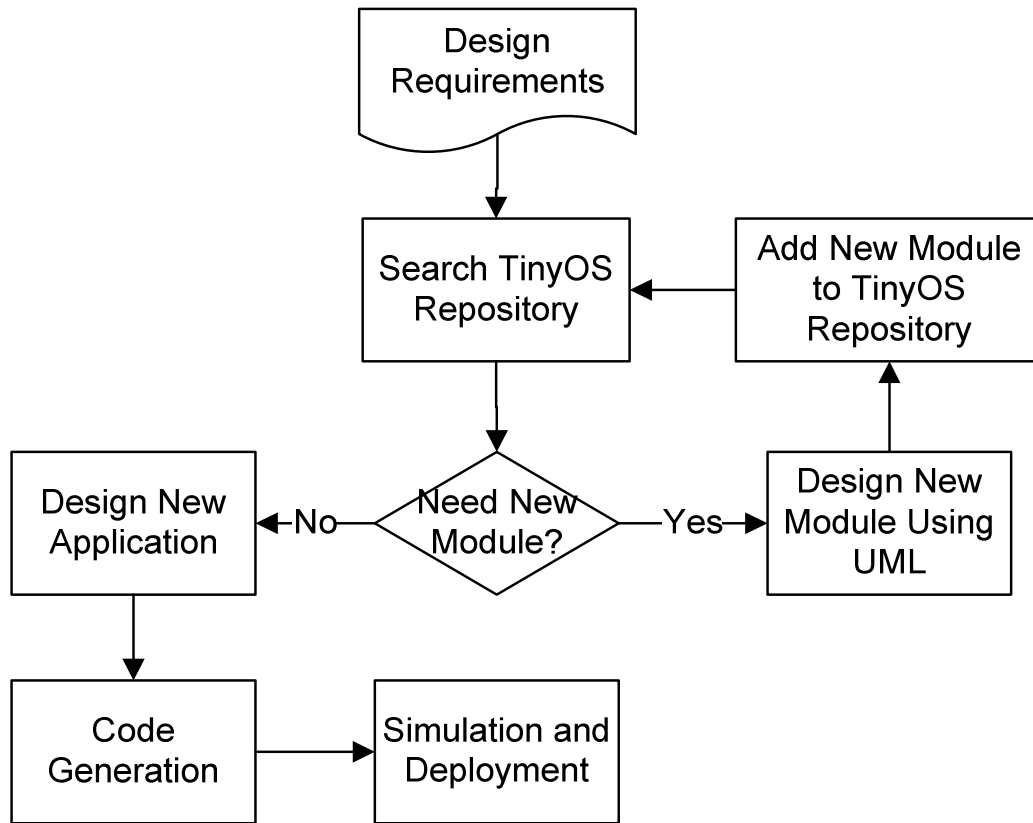 Design
Requirements
Search TinyOS
Repository
Add New Module
to TinyOS
Repository
Design New
Application
No
Need New
Module?
Yes
Design New
Module Using
UML
Code
Generation
Simulation and
Deployment